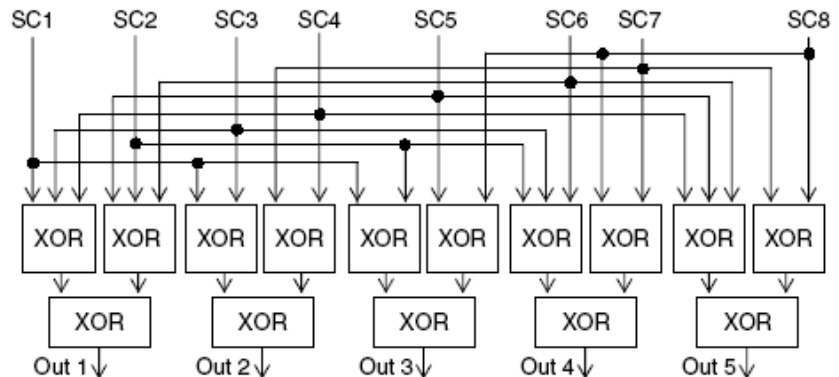 SC1 SC2 SC3 SC4 SC5 SC6 SC7 SC8
XOR XOR XOR XOR XOR XOR XOR XOR XOR XOR
XOR XOR XOR XOR XOR
Out 1 Out 2 Out 3 Out 4 Out 5